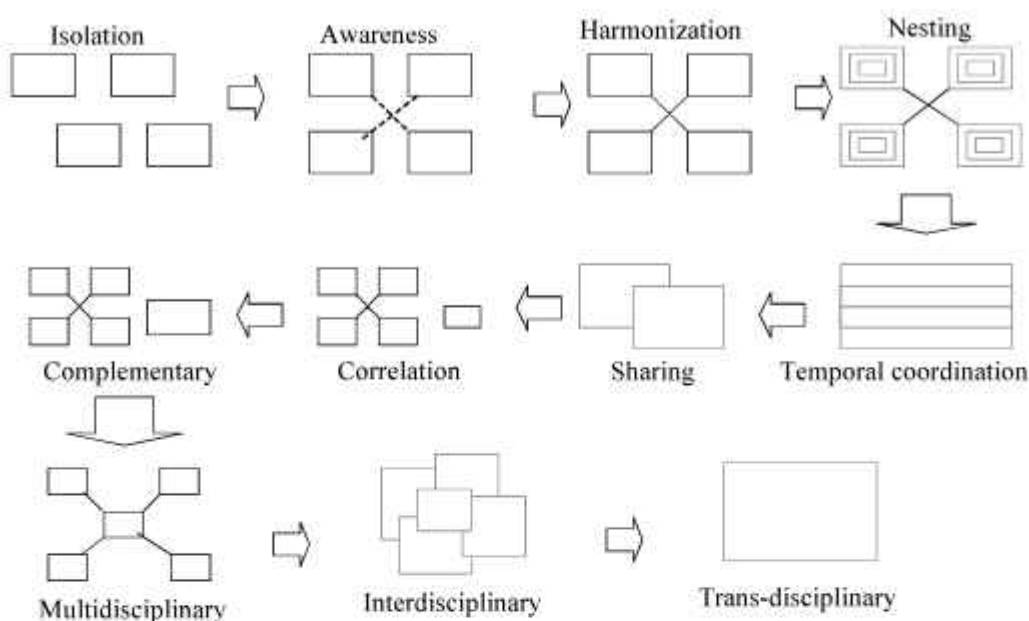 Isolation
Awareness
Harmonization
Nesting
Complementary
Correlation
Sharing
Temporal coordination
Multidisciplinary
Interdisciplinary
Trans-disciplinary